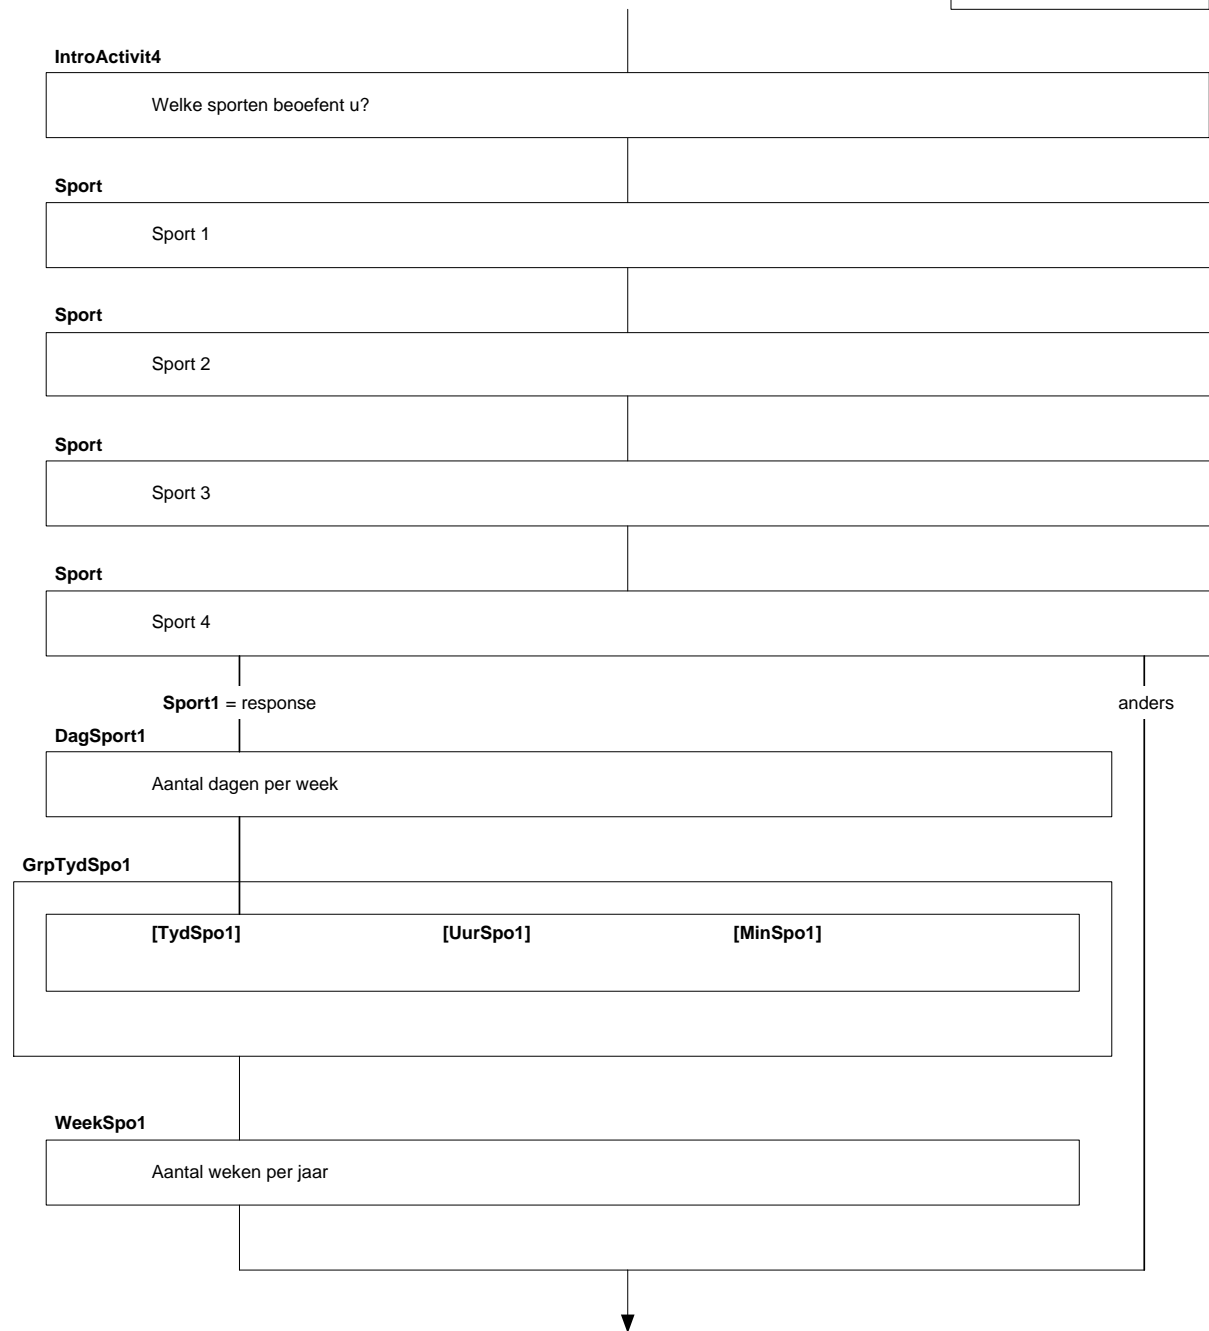 IntroActivit4
Welke sporten beoefent u?
Sport
Sport 1
Sport
Sport 2
Sport
Sport 3
Sport
Sport 4
Sport1 = response
anders
DagSport1
Aantal dagen per week
GrpTydSpo1
[TydSpo1] [UurSpo1] [MinSpo1]
WeekSpo1
Aantal weken per jaar